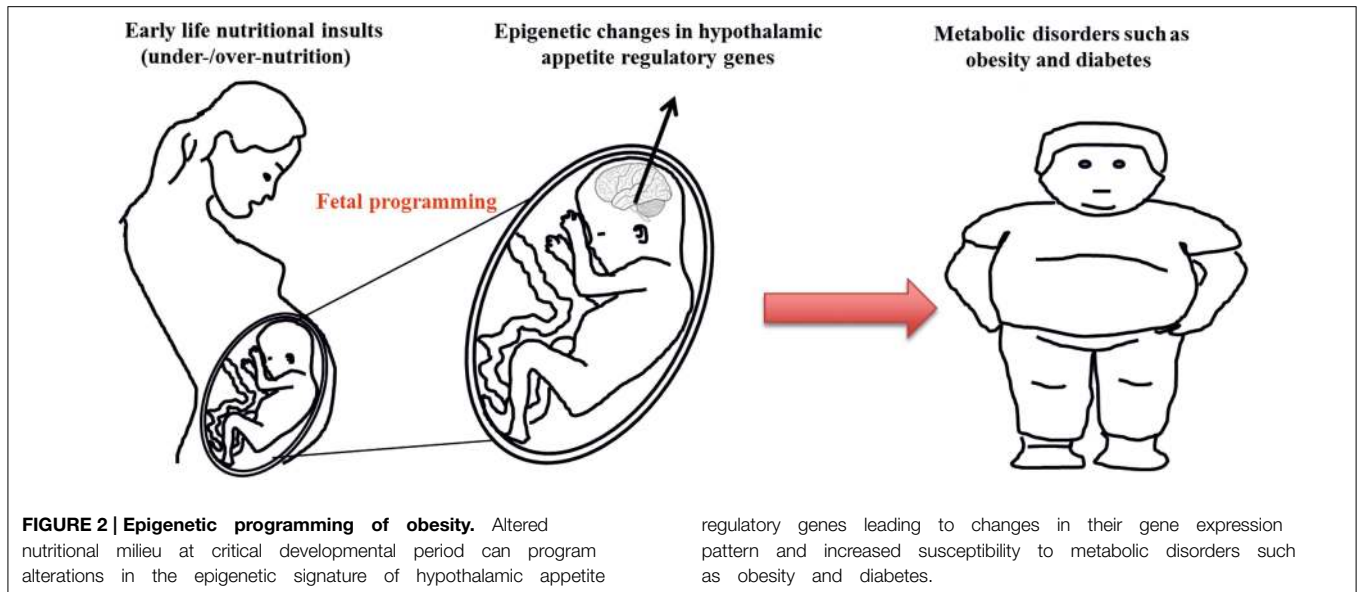 Early life nutritional insults
(under-/over-nutrition)
Epigenetic changes in hypothalamic
appetite regulatory genes
Metabolic disorders such as
obesity and diabetes
Fetal programming
FIGURE 2 | Epigenetic programming of obesity. Altered
nutritional milieu at critical developmental period can program
alterations in the epigenetic signature of hypothalamic appetite
regulatory genes leading to changes in their gene expression
pattern and increased susceptibility to metabolic disorders such
as obesity and diabetes.